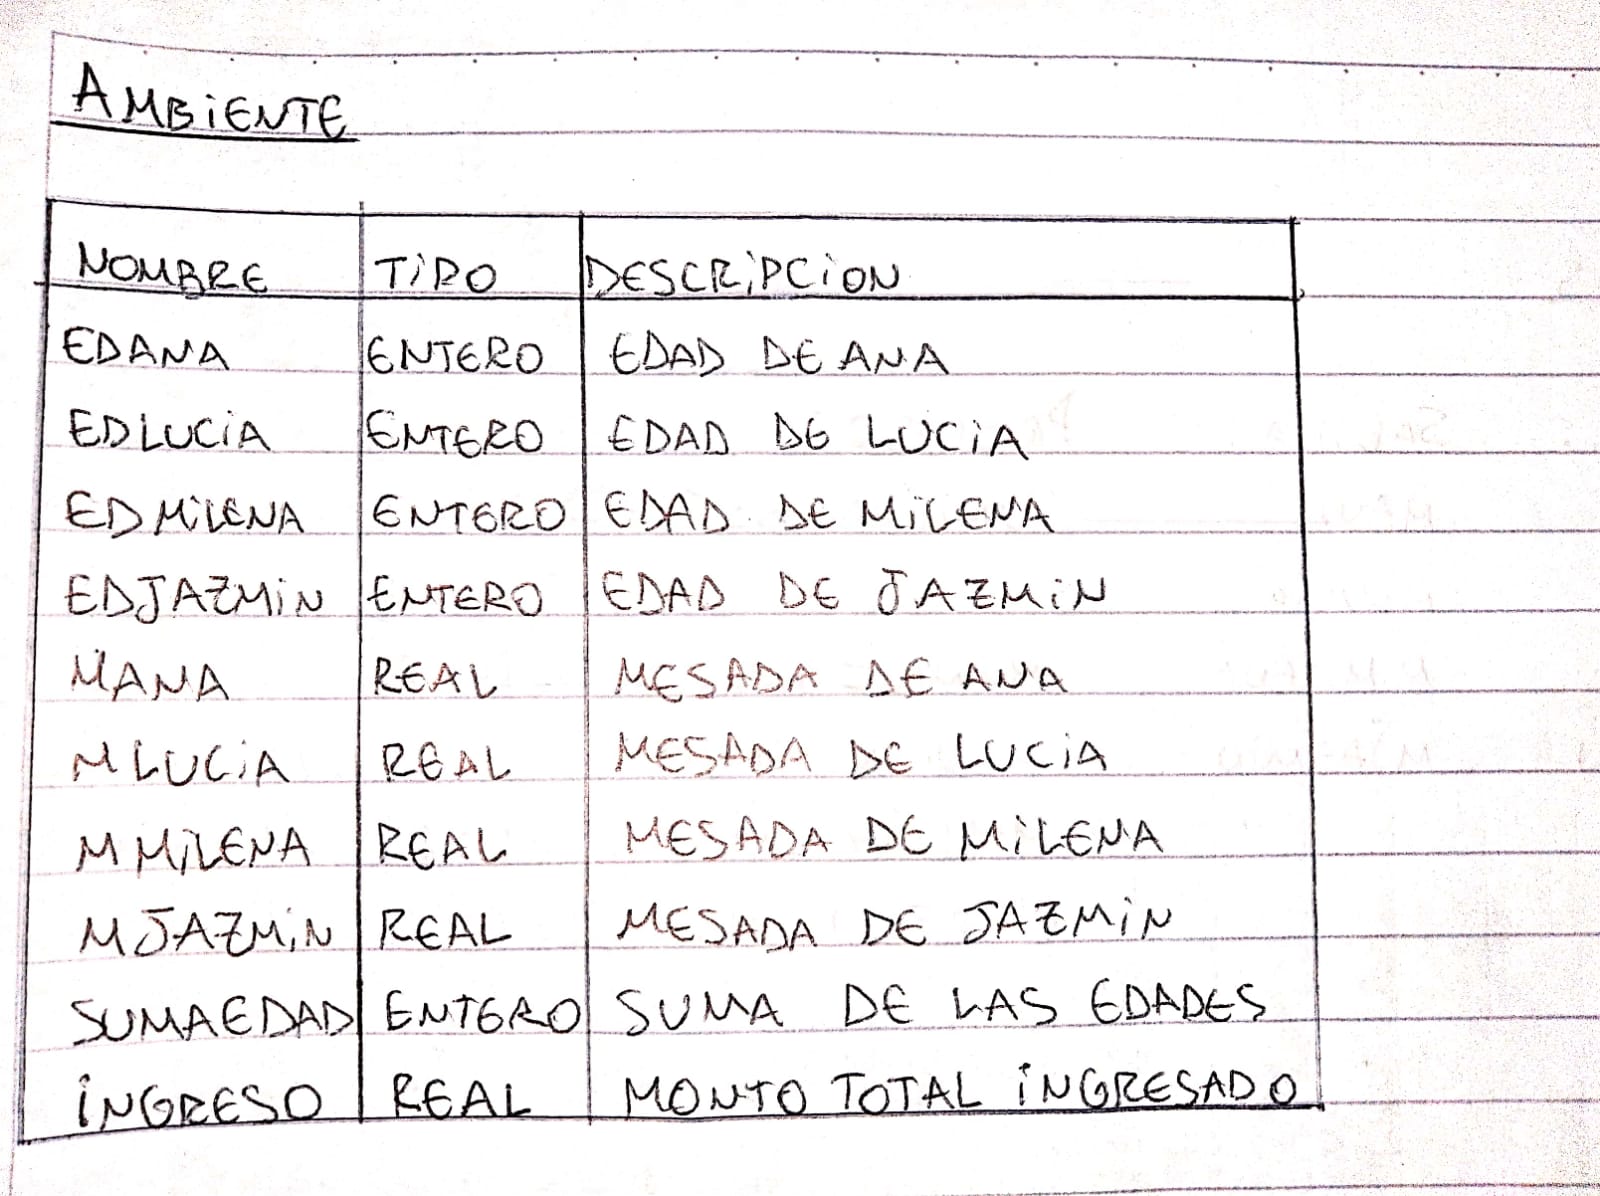 AMBiENTE
NOMBRE TiPO DESCRiPCiON
EDANA ENTERO EDAD DE ANA
EDLUCiA ENTERO EDAD DE LUCiA
EDMiLENA ENTERO EDAD DE MiLENA
EDJAZMiN ENTERO EDAD DE JAZMiN
MANA REAL MESADA DE ANA
MLUCiA REAL MESADA DE LUCiA
MMiLENA REAL MESADA DE MiLENA
MJAZMiN REAL MESADA DE JAZMiN
SUMAEDAD ENTERO SUMA DE LAS EDADES
iNGRESO REAL MONTO TOTAL iNGRESADO